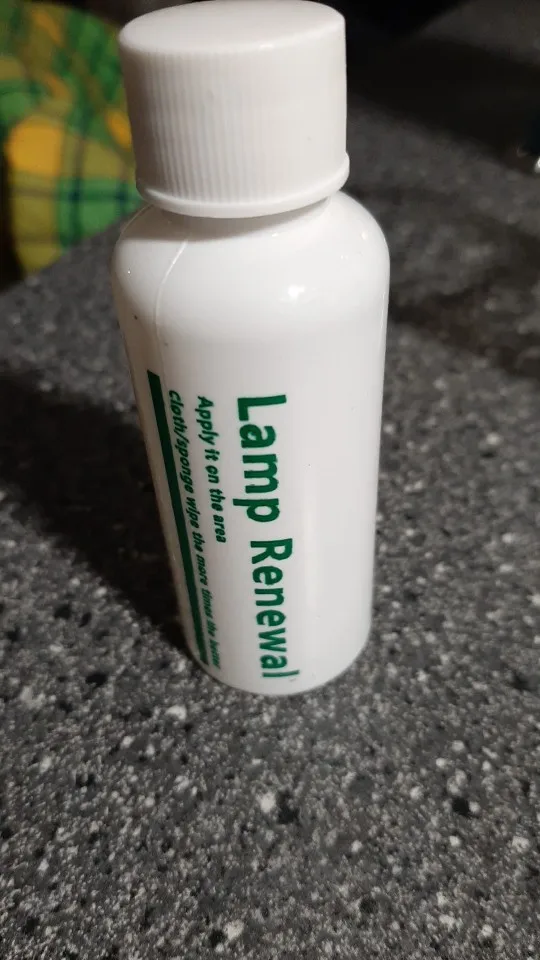 Lamp Renewal
Apply it on the area
cloth/sponge wipe the more times the better